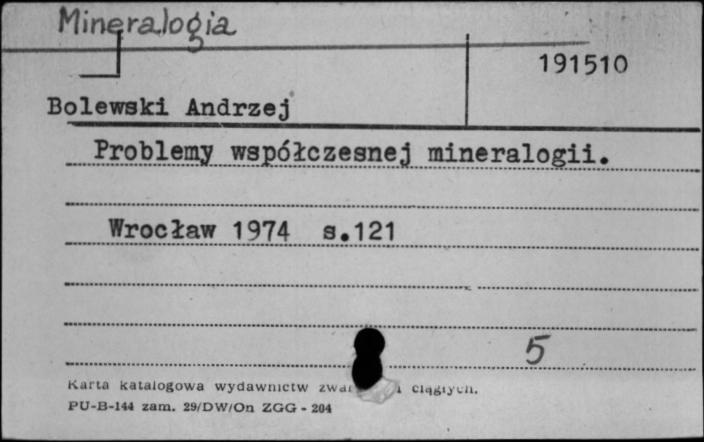 Mineralogia
191510
Bolewski Andrzej
Problemy współczesnej mineralogii.
Wrocław 1974 s.121
5
Karta katalogowa wydawnictw i ciągłych.
PU-B-144 zam. 29/DW/On ZGG - 204